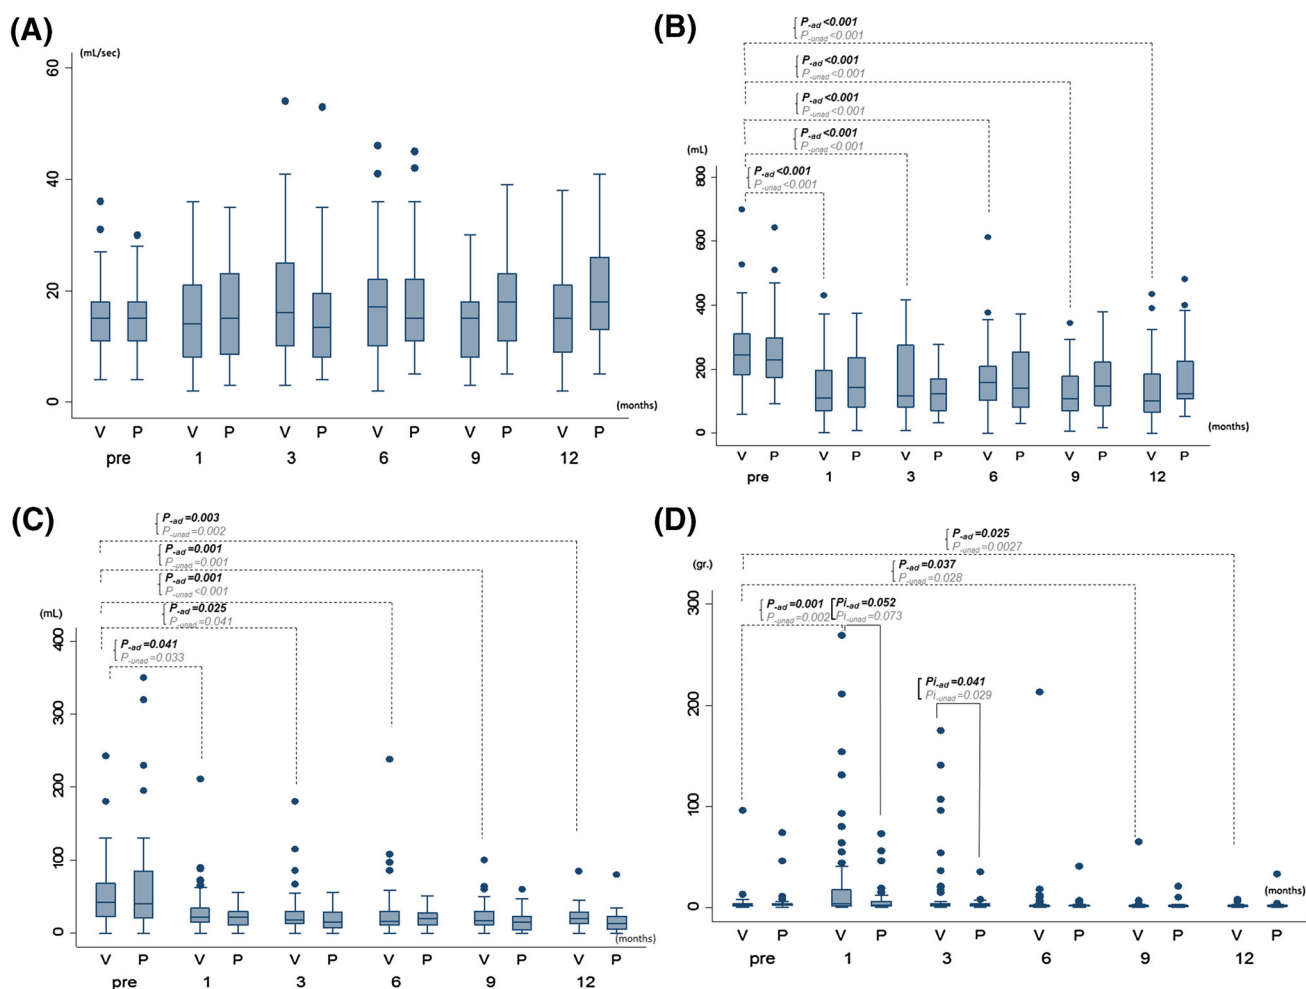 (A)
(mL/sec)
60
40
20
0
(months)
V P V P V P V P V P V P
pre 1 3 6 9 12
(B)
P-ad <0.001
P-unad <0.001
P-ad <0.001
P-unad <0.001
P-ad <0.001
P-unad <0.001
P-ad <0.001
P-unad <0.001
P-ad <0.001
P-unad <0.001
(mL)
800
600
400
200
0
(months)
V P V P V P V P V P V P
pre 1 3 6 9 12
(C)
P-ad =0.003
P-unad =0.002
P-ad =0.001
P-unad =0.001
P-ad =0.001
P-unad <0.001
P-ad =0.025
P-unad =0.041
P-ad =0.041
P-unad =0.033
(mL)
400
300
200
100
0
(months)
V P V P V P V P V P V P
pre 1 3 6 9 12
(D)
P-ad =0.025
P-unad =0.0027
P-ad =0.037
P-unad =0.028
P-ad =0.001 Pi-ad =0.052
P-unad =0.002 Pi-unad =0.073
Pi-ad =0.041
Pi-unad =0.029
(gr.)
300
200
100
0
(months)
V P V P V P V P V P V P
pre 1 3 6 9 12